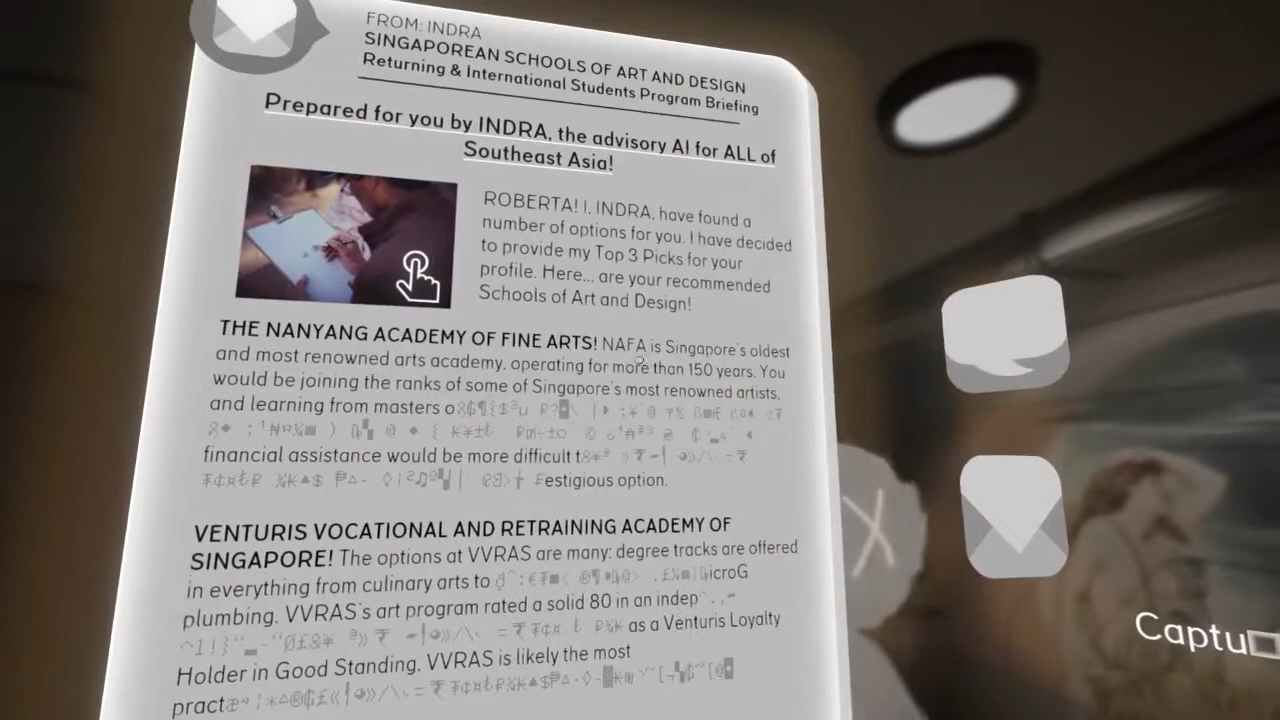 FROM: INDRA
SINGAPOREAN SCHOOLS OF ART AND DESIGN
Returning & International Students Program Briefing
Prepared for you by INDRA, the advisory AI for ALL of
Southeast Asia!
ROBERTA! I, INDRA, have found a
number of options for you. I have decided
to provide my Top 3 Picks for your
profile. Here... are your recommended
Schools of Art and Design!
THE NANYANG ACADEMY OF FINE ARTS! NAFA is Singapore's oldest
and most renowned arts academy, operating for more than 150 years. You
would be joining the ranks of some of Singapore's most renowned artists,
and learning from masters
financial assistance would be more difficult
estigious option.
VENTURIS VOCATIONAL AND RETRAINING ACADEMY OF
SINGAPORE! The options at VVRAS are many: degree tracks are offered
in everything from culinary arts to icroG
plumbing. VVRAS's art program rated a solid 80 in an indep
as a Venturis Loyalty
Holder in Good Standing. VVRAS is likely the most
pract
X
Captu